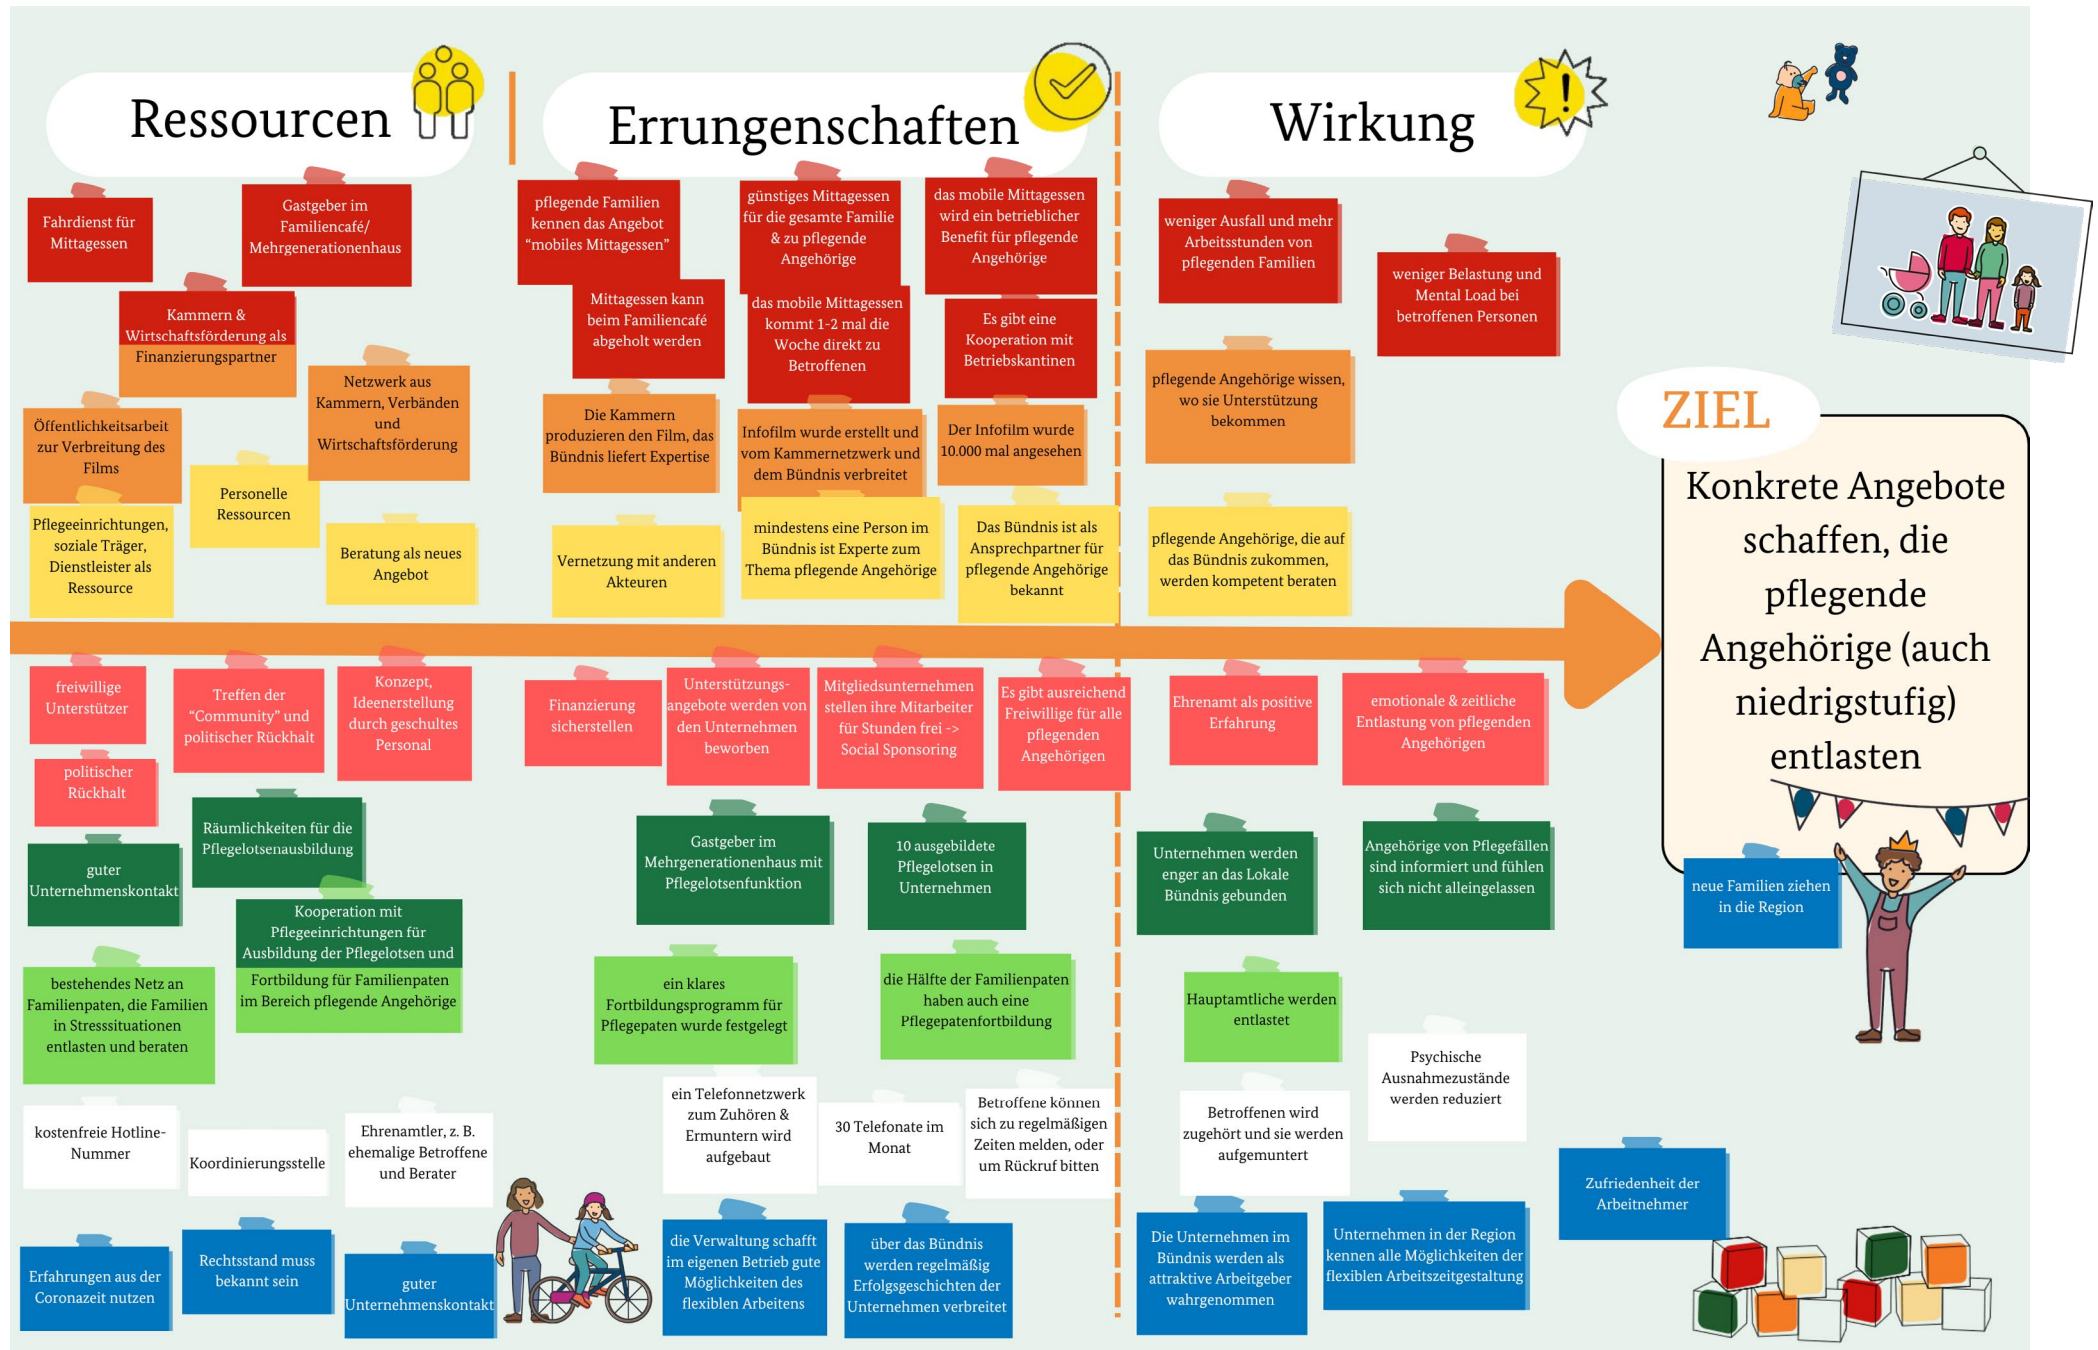 Ressourcen
Errungenschaften
Wirkung
Fahrdienst für
Mittagessen
Gastgeber im
Familiencafé/
Mehrgenerationenhaus
Kammern &
Wirtschaftsförderung als
Finanzierungspartner
Netzwerk aus
Kammern, Verbänden
und
Wirtschaftsförderung
Öffentlichkeitsarbeit
zur Verbreitung des
Films
Personelle
Ressourcen
Pflegeeinrichtungen,
soziale Träger,
Dienstleister als
Ressource
Beratung als neues
Angebot
pflegende Familien
kennen das Angebot
“mobiles Mittagessen”
günstiges Mittagessen
für die gesamte Familie
& zu pflegende
Angehörige
das mobile Mittagessen
wird ein betrieblicher
Benefit für pflegende
Angehörige
Mittagessen kann
beim Familiencafé
abgeholt werden
das mobile Mittagessen
kommt 1-2 mal die
Woche direkt zu
Betroffenen
Es gibt eine
Kooperation mit
Betriebskantinen
Die Kammern
produzieren den Film, das
Bündnis liefert Expertise
Infofilm wurde erstellt und
vom Kammernetzwerk und
dem Bündnis verbreitet
Der Infofilm wurde
10.000 mal angesehen
Vernetzung mit anderen
Akteuren
mindestens eine Person im
Bündnis ist Experte zum
Thema pflegende Angehörige
Das Bündnis ist als
Ansprechpartner für
pflegende Angehörige
bekannt
weniger Ausfall und mehr
Arbeitsstunden von
pflegenden Familien
weniger Belastung und
Mental Load bei
betroffenen Personen
pflegende Angehörige wissen,
wo sie Unterstützung
bekommen
pflegende Angehörige, die auf
das Bündnis zukommen,
werden kompetent beraten
ZIEL
Konkrete Angebote
schaffen, die
pflegende
Angehörige (auch
niedrigstufig)
entlasten
freiwillige
Unterstützer
Treffen der
“Community” und
politischer Rückhalt
Konzept,
Ideenerstellung
durch geschultes
Personal
politischer
Rückhalt
Räumlichkeiten für die
Pflegelotsenausbildung
guter
Unternehmenskontakt
Kooperation mit
Pflegeeinrichtungen für
Ausbildung der Pflegelotsen und
Fortbildung für Familienpaten
im Bereich pflegende Angehörige
bestehendes Netz an
Familienpaten, die Familien
in Stresssituationen
entlasten und beraten
kostenfreie Hotline-
Nummer
Koordinierungsstelle
Ehrenamtler, z. B.
ehemalige Betroffene
und Berater
Erfahrungen aus der
Coronazeit nutzen
Rechtsstand muss
bekannt sein
guter
Unternehmenskontakt
Finanzierung
sicherstellen
Unterstützungs-
angebote werden von
den Unternehmen
beworben
Mitgliedsunternehmen
stellen ihre Mitarbeiter
für Stunden frei ->
Social Sponsoring
Es gibt ausreichend
Freiwillige für alle
pflegenden
Angehörigen
Gastgeber im
Mehrgenerationenhaus mit
Pflegelotsenfunktion
10 ausgebildete
Pflegelotsen in
Unternehmen
ein klares
Fortbildungsprogramm für
Pflegepaten wurde festgelegt
die Hälfte der Familienpaten
haben auch eine
Pflegepatenfortbildung
ein Telefonnetzwerk
zum Zuhören &
Ermuntern wird
aufgebaut
30 Telefonate im
Monat
Betroffene können
sich zu regelmäßigen
Zeiten melden, oder
um Rückruf bitten
die Verwaltung schafft
im eigenen Betrieb gute
Möglichkeiten des
flexiblen Arbeitens
über das Bündnis
werden regelmäßig
Erfolgsgeschichten der
Unternehmen verbreitet
Ehrenamt als positive
Erfahrung
emotionale & zeitliche
Entlastung von pflegenden
Angehörigen
Unternehmen werden
enger an das Lokale
Bündnis gebunden
Angehörige von Pflegefällen
sind informiert und fühlen
sich nicht alleingelassen
Hauptamtliche werden
entlastet
Psychische
Ausnahmezustände
werden reduziert
Betroffenen wird
zugehört und sie werden
aufgemuntert
Die Unternehmen im
Bündnis werden als
attraktive Arbeitgeber
wahrgenommen
Unternehmen in der Region
kennen alle Möglichkeiten der
flexiblen Arbeitszeitgestaltung
Zufriedenheit der
Arbeitnehmer
neue Familien ziehen
in die Region